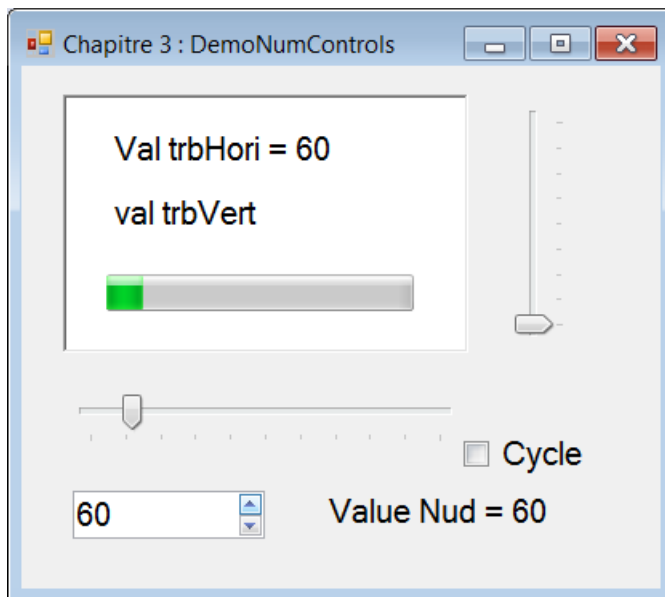 Chapitre 3 : DemoNumControls
Val trbHori = 60
val trbVert
Cycle
60
Value Nud = 60